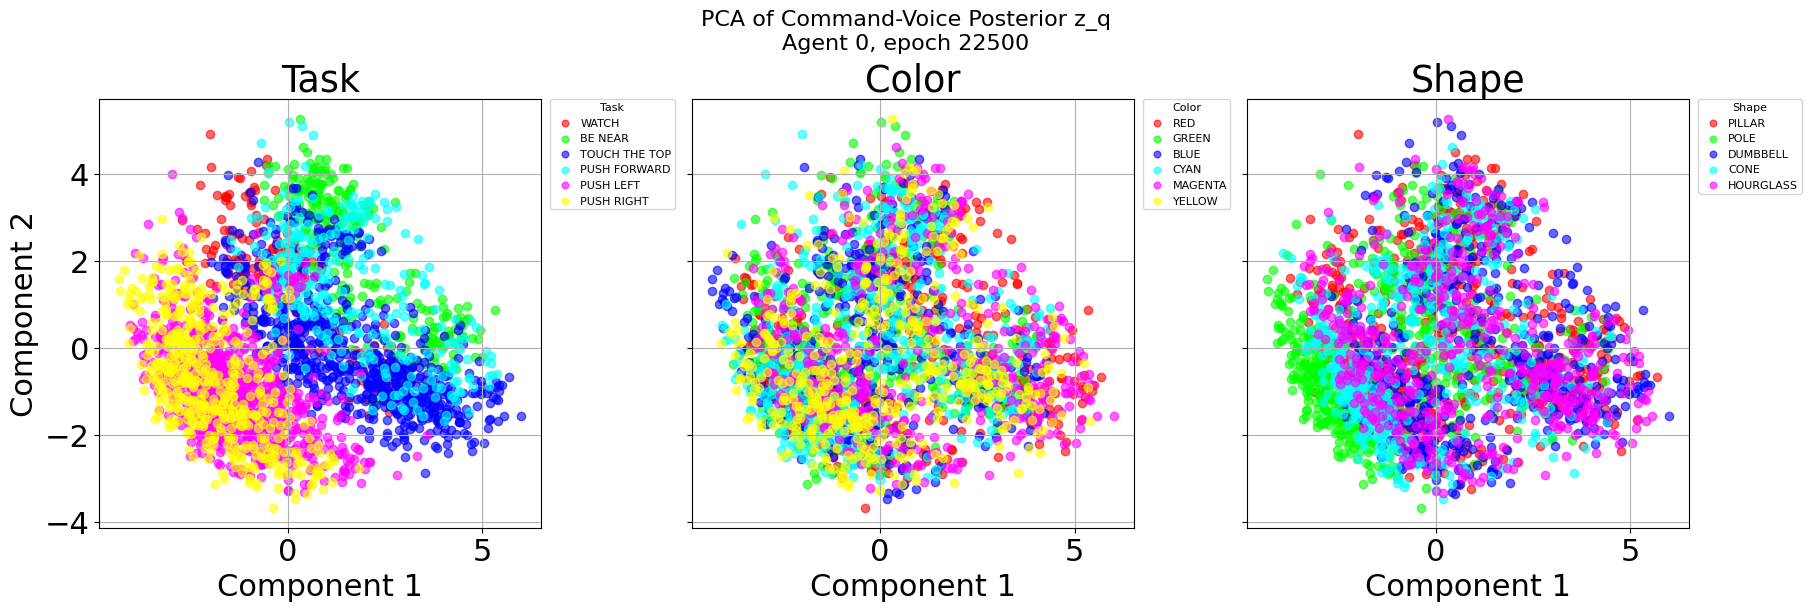 PCA of Command-Voice Posterior z_q
Agent 0, epoch 22500
Task
Color
Shape
Component 2
4
2
0
−2
−4
0
5
Component 1
Task
WATCH
BE NEAR
TOUCH THE TOP
PUSH FORWARD
PUSH LEFT
PUSH RIGHT
0
5
Component 1
Color
RED
GREEN
BLUE
CYAN
MAGENTA
YELLOW
0
5
Component 1
Shape
PILLAR
POLE
DUMBBELL
CONE
HOURGLASS